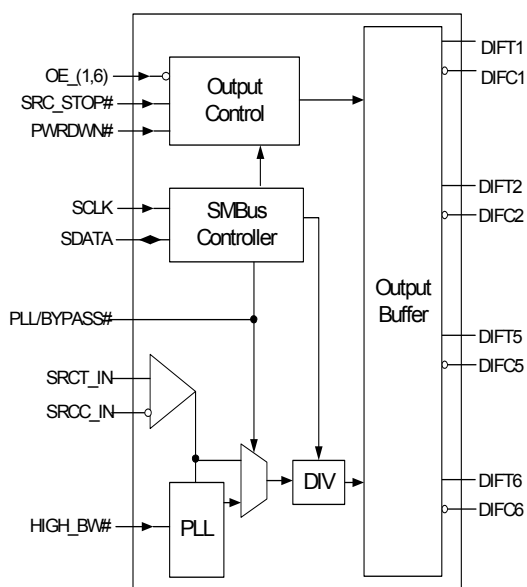 OE_(1,6)
SRC_STOP#
PWRDWN#
Output
Control
SCLK
SDATA
SMBus
Controller
PLL/BYPASS#
SRCT_IN
SRCC_IN
HIGH_BW#
PLL
DIV
Output
Buffer
DIFT1
DIFC1
DIFT2
DIFC2
DIFT5
DIFC5
DIFT6
DIFC6